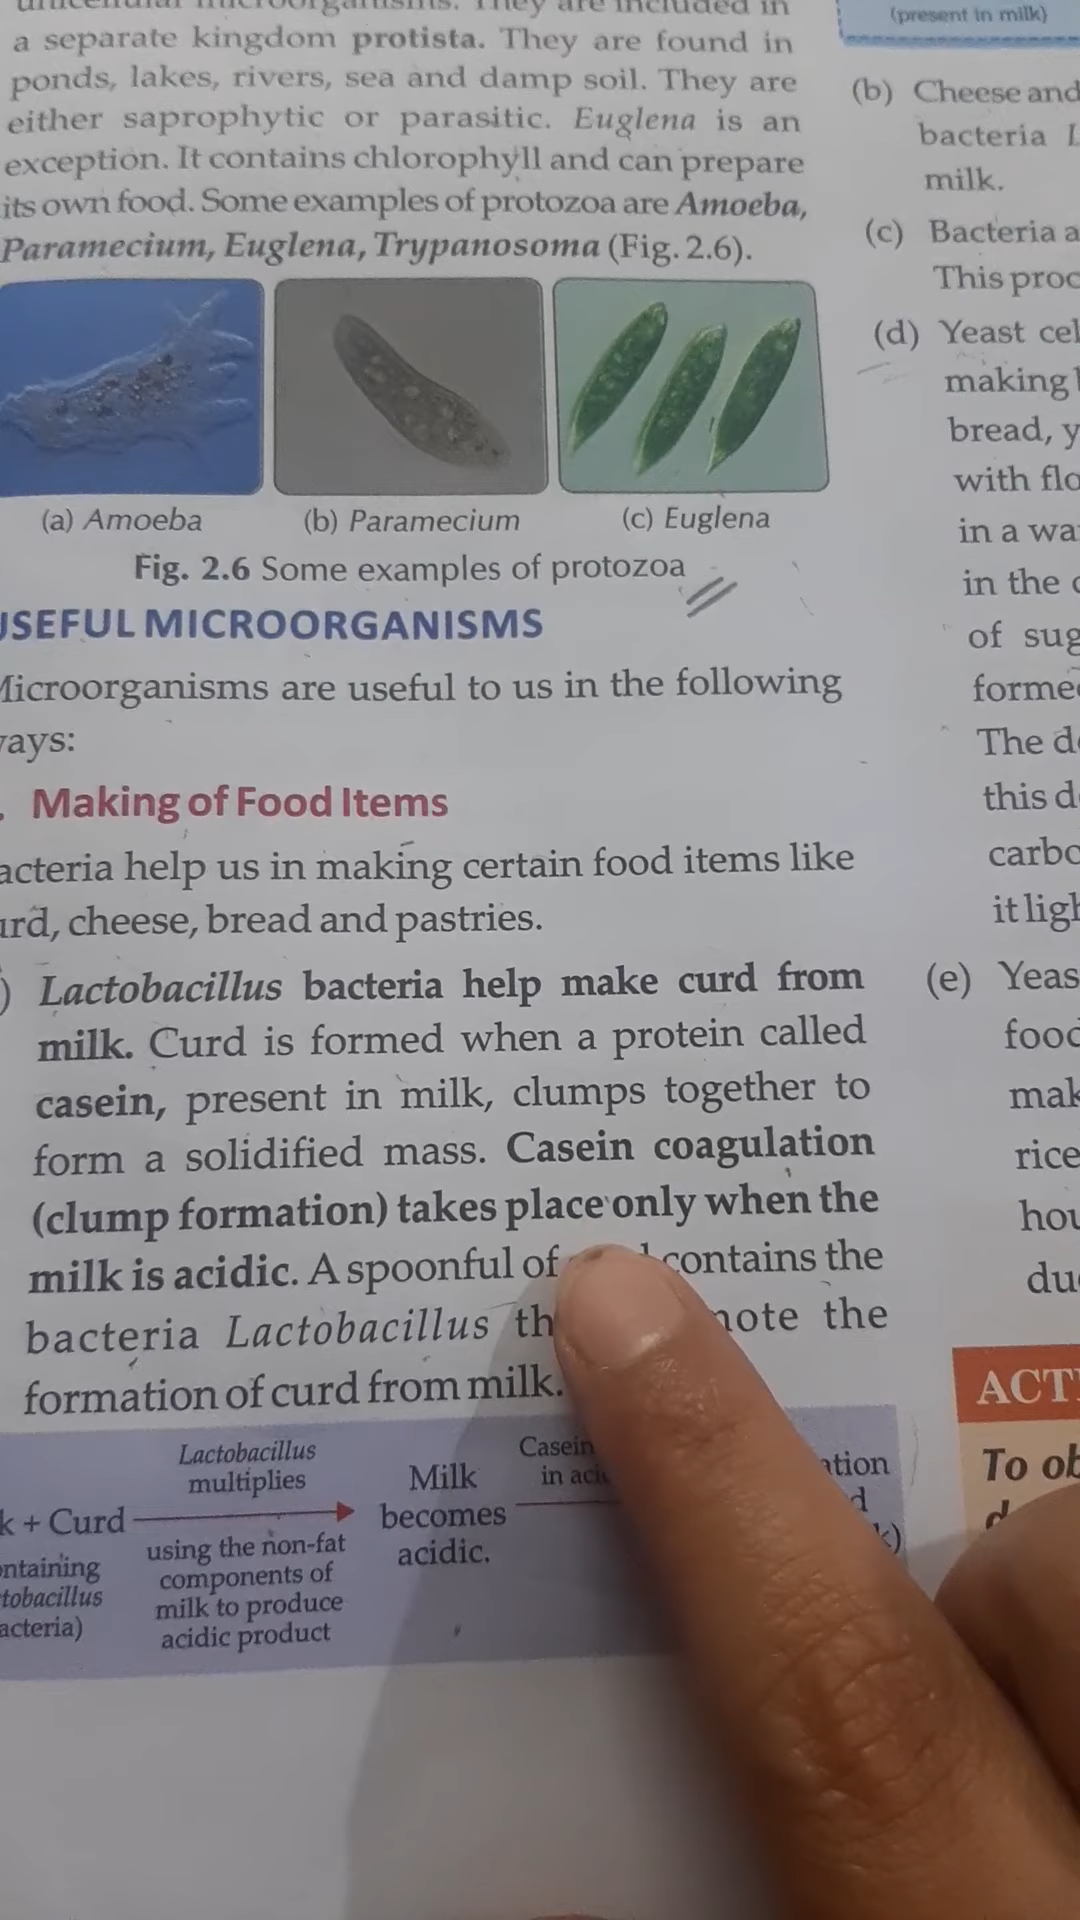 a separate kingdom protista. They are found in
ponds, lakes, rivers, sea and damp soil. They are
either saprophytic or parasitic. Euglena is an
exception. It contains chlorophyll and can prepare
its own food. Some examples of protozoa are Amoeba,
Paramecium, Euglena, Trypanosoma (Fig. 2.6).
(a) Amoeba
(b) Paramecium
(c) Euglena
Fig. 2.6 Some examples of protozoa
USEFUL MICROORGANISMS
Microorganisms are useful to us in the following
ways:
Making of Food Items
acteria help us in making certain food items like
urd, cheese, bread and pastries.
) Lactobacillus bacteria help make curd from
milk. Curd is formed when a protein called
casein, present in milk, clumps together to
form a solidified mass. Casein coagulation
(clump formation) takes place only when the
milk is acidic. A spoonful of contains the
bacteria Lactobacillus th note the
formation of curd from milk.
Lactobacillus
multiplies
k + Curd
ntaining
tobacillus
acteria)
using the non-fat
components of
milk to produce
acidic product
Milk
becomes
acidic.
Casein
in
(present in milk)
(b) Cheese and
bacteria
milk.
(c) Bacteria a
This proc
(d) Yeast cel
making
bread, y
with flo
in a wa
in the
of sug
forme
The d
this d
carbo
it ligh
(e) Yeas
food
mak
rice
hou
du
ACT
To ob